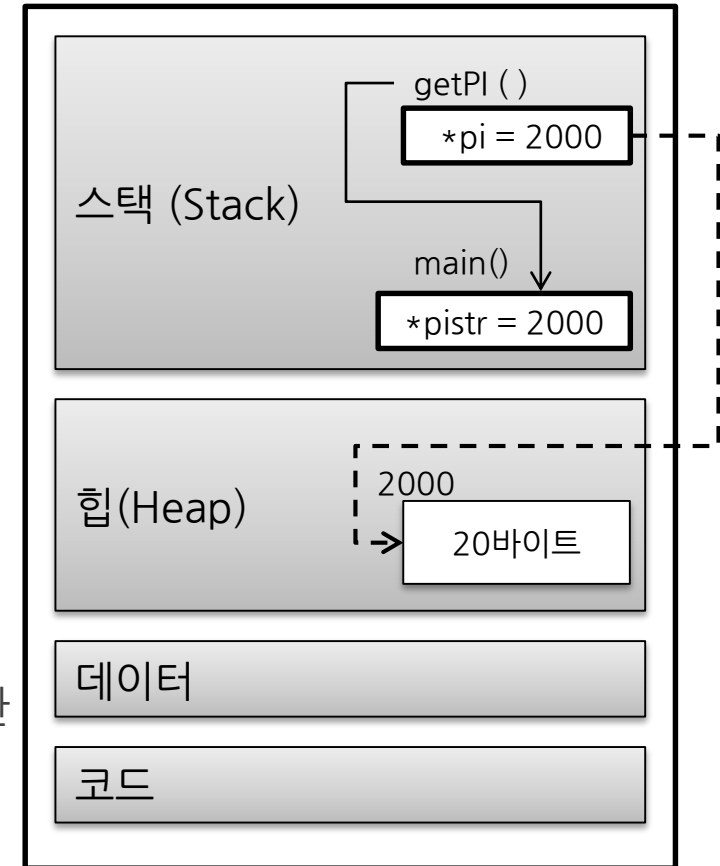 getPI ( )
*pi = 2000
스택 (Stack)
main()
*pistr = 2000
2000
힙(Heap)
20바이트
데이터
코드